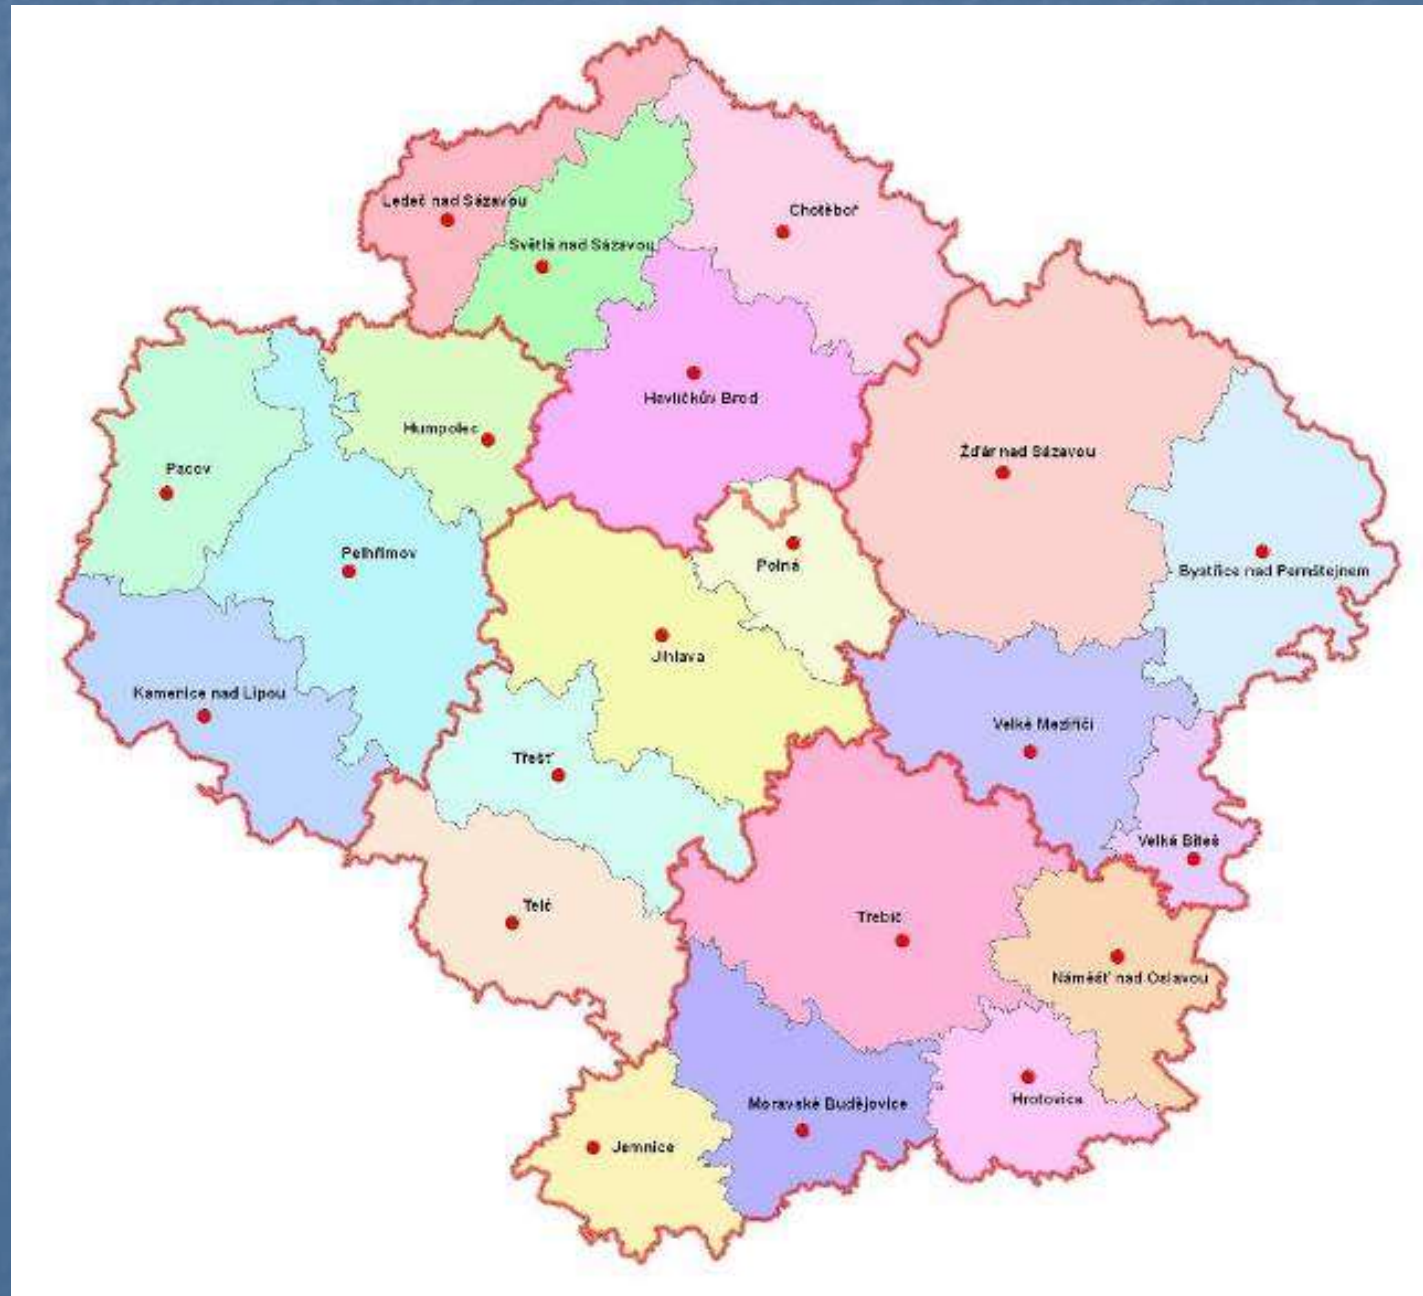 Ledeč nad Sázavou
Chotěboř
Světlá nad Sázavou
Havlíčkův Brod
Humpolec
Žďár nad Sázavou
Pacov
Pelhřimov
Polná
Bystřice nad Pernštejnem
Jihlava
Kamenice nad Lipou
Velké Meziříčí
Třešť
Velká Bíteš
Telč
Třebíč
Náměšť nad Oslavou
Hrotovice
Moravské Budějovice
Jemnice